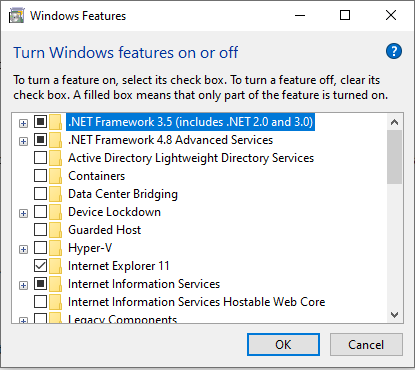 Windows Features
Turn Windows features on or off
To turn a feature on, select its check box. To turn a feature off, clear its
check box. A filled box means that only part of the feature is turned on.
.NET Framework 3.5 (includes .NET 2.0 and 3.0)
.NET Framework 4.8 Advanced Services
Active Directory Lightweight Directory Services
Containers
Data Center Bridging
Device Lockdown
Guarded Host
Hyper-V
Internet Explorer 11
Internet Information Services
Internet Information Services Hostable Web Core
Legacy Components
OK
Cancel